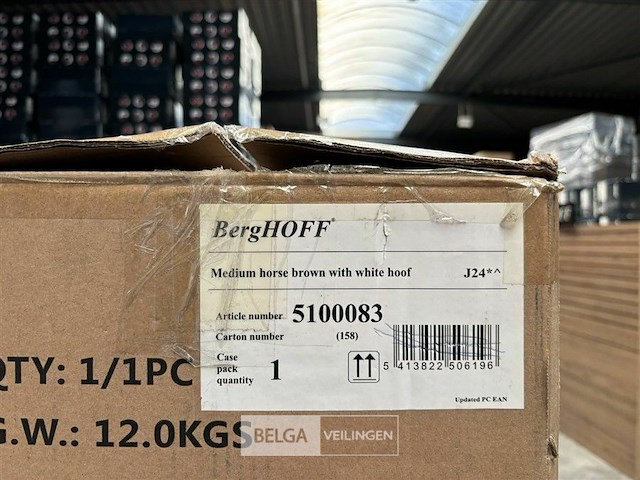 BergHOFF®
Medium horse brown with white hoof J24*^
Article number 5100083
Carton number (158)
Case pack quantity 1
5 413822 506196
Updated PC EAN
QTY: 1/1PC
G.W.: 12.0KGS
BELGA VEILINGEN